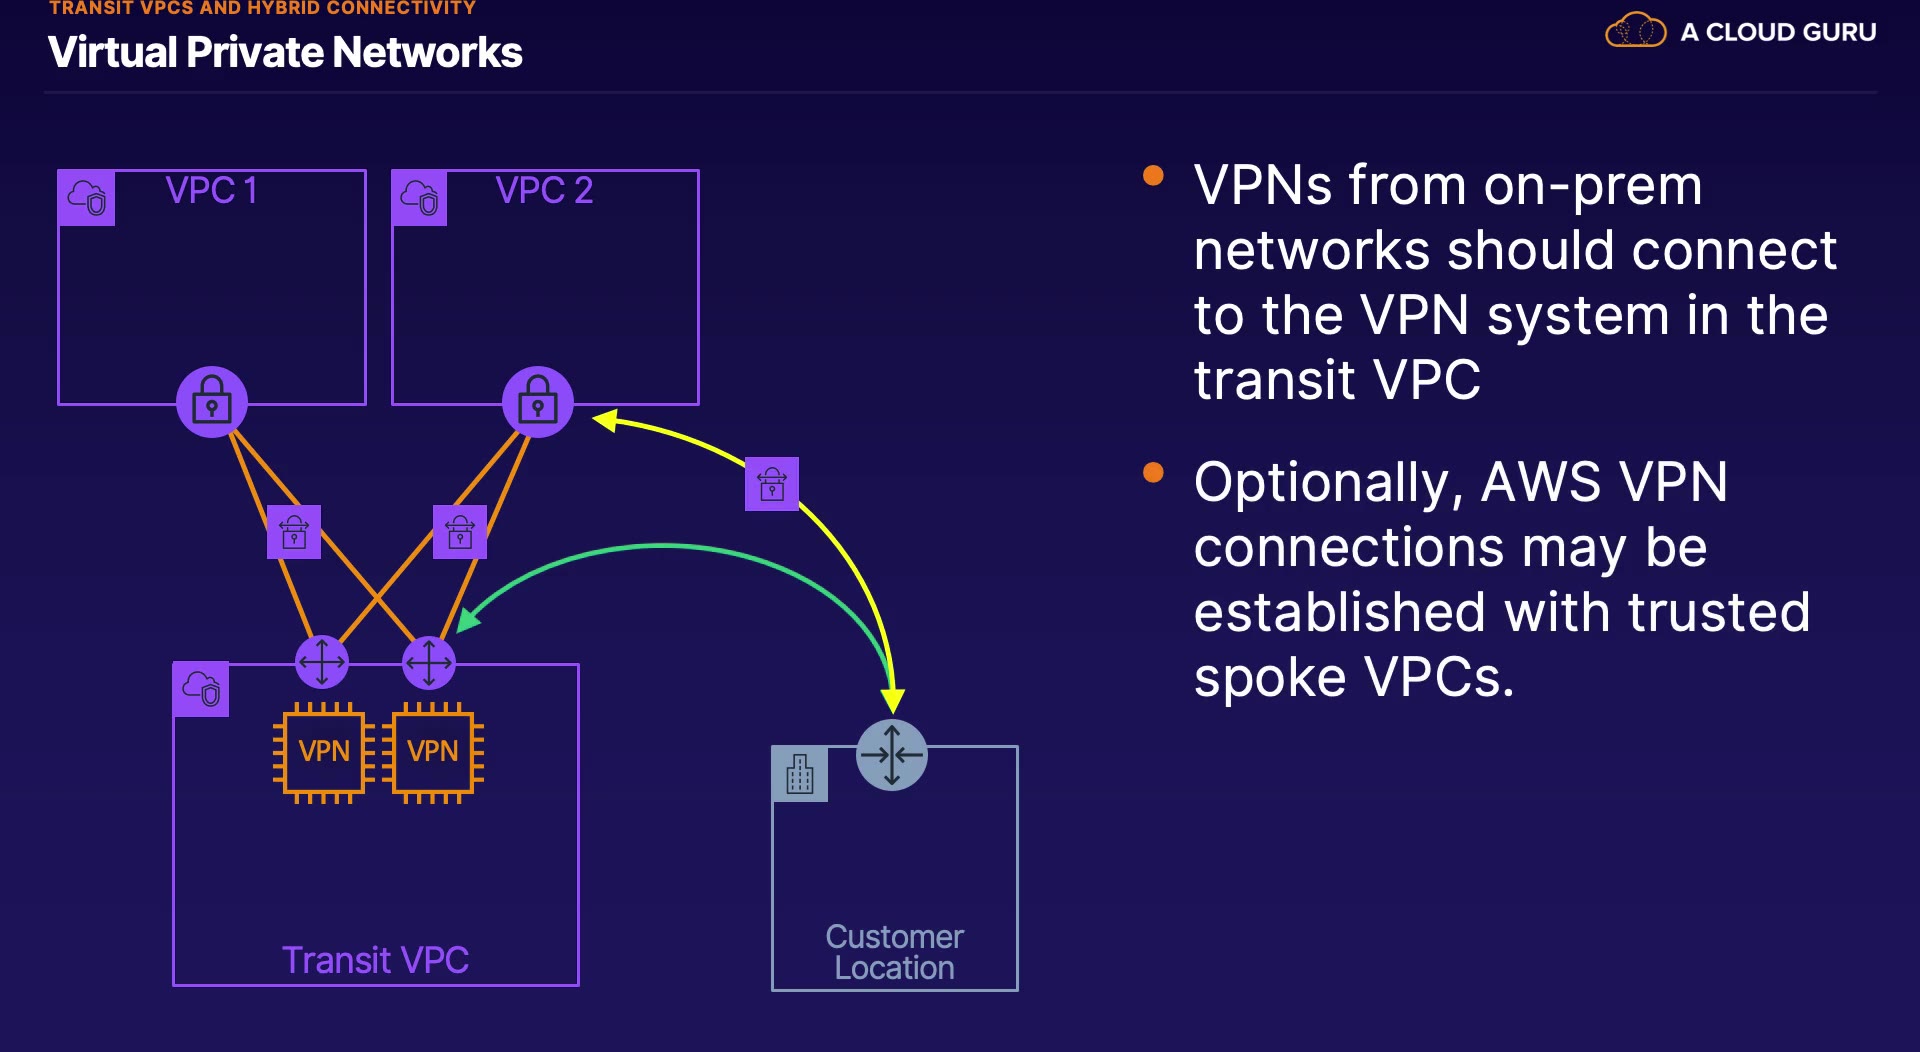 TRANSIT VPCS AND HYBRID CONNECTIVITY
Virtual Private Networks
A CLOUD GURU
VPC 1
VPC 2
VPN
VPN
Transit VPC
Customer
Location
VPNs from on-prem
networks should connect
to the VPN system in the
transit VPC
Optionally, AWS VPN
connections may be
established with trusted
spoke VPCs.